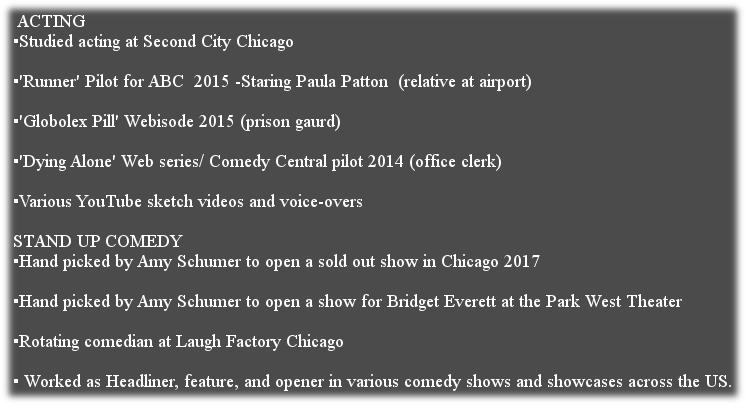 ACTING
▪Studied acting at Second City Chicago
▪'Runner' Pilot for ABC  2015 -Staring Paula Patton  (relative at airport)
▪'Globolex Pill' Webisode 2015 (prison gaurd)
▪'Dying Alone' Web series/ Comedy Central pilot 2014 (office clerk)
▪Various YouTube sketch videos and voice-overs
STAND UP COMEDY
▪Hand picked by Amy Schumer to open a sold out show in Chicago 2017
▪Hand picked by Amy Schumer to open a show for Bridget Everett at the Park West Theater
▪Rotating comedian at Laugh Factory Chicago
▪ Worked as Headliner, feature, and opener in various comedy shows and showcases across the US.